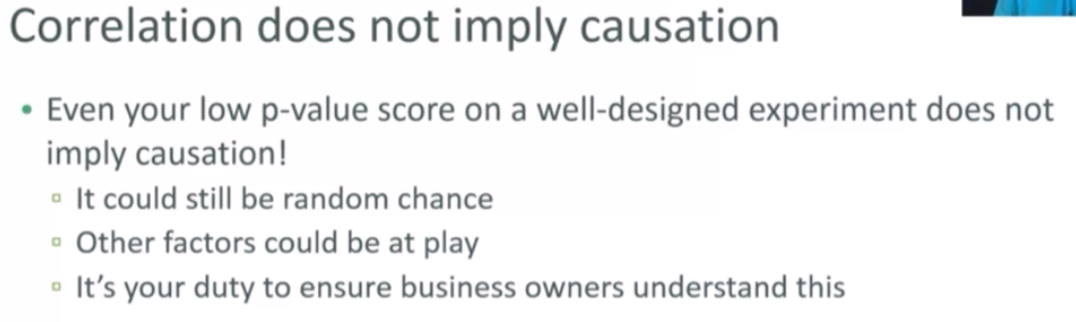 Correlation does not imply causation
• Even your low p-value score on a well-designed experiment does not
imply causation!
▫ It could still be random chance
▫ Other factors could be at play
▫ It’s your duty to ensure business owners understand this